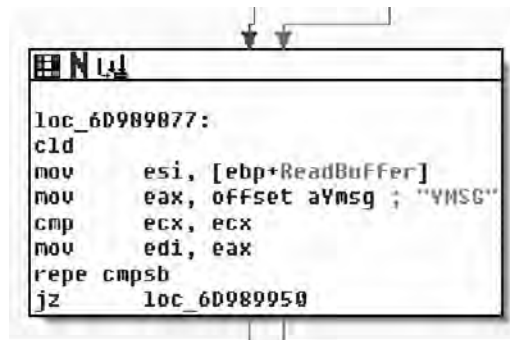 loc_6D989877:
cld
mov esi, [ebp+ReadBuffer]
mov eax, offset aYmsg ; "YMSG"
cmp ecx, ecx
mov edi, eax
repe cmpsb
jz loc_6D989950